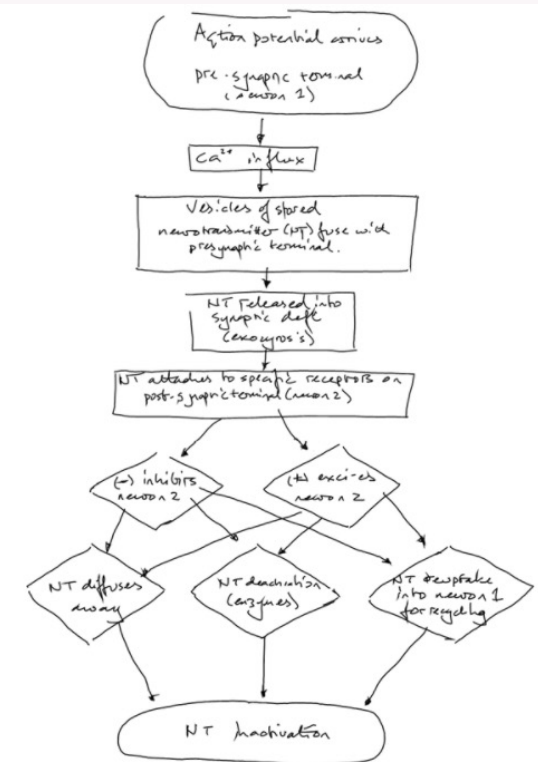 Action potential arrives
pre-synaptic terminal
(neuron 1)
Ca²⁺ influx
Vesicles of stored
neurotransmitter (NT) fuse with
presynaptic terminal.
NT released into
synaptic cleft
(exocytosis)
NT attaches to specific receptors on
post-synaptic terminal (neuron 2)
(-) inhibits
neuron 2
(+) excites
neuron 2
NT diffuses
away
NT deactivation
(enzymes)
NT reuptake
into neuron 1
for recycling
NT Inactivation